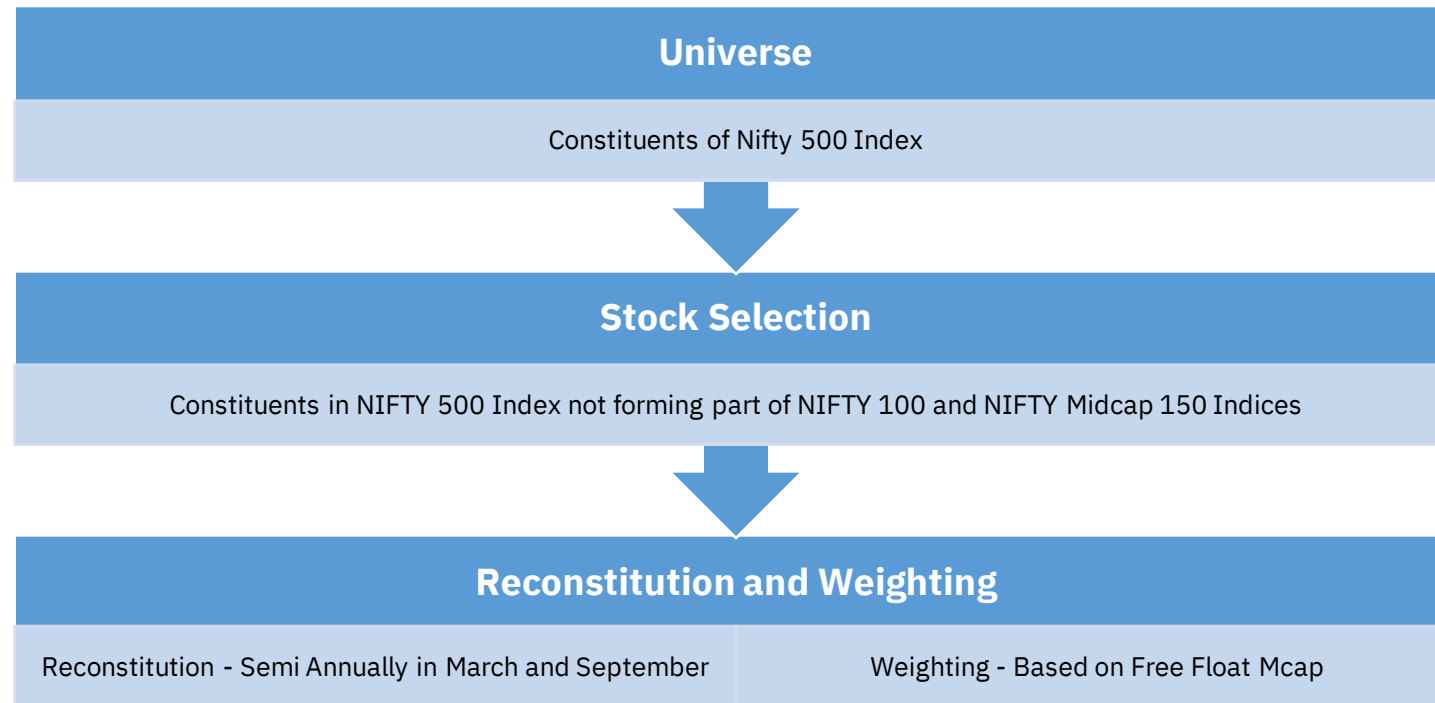 Universe
Constituents of Nifty 500 Index
Stock Selection
Constituents in NIFTY 500 Index not forming part of NIFTY 100 and NIFTY Midcap 150 Indices
Reconstitution and Weighting
Reconstitution - Semi Annually in March and September
Weighting - Based on Free Float Mcap